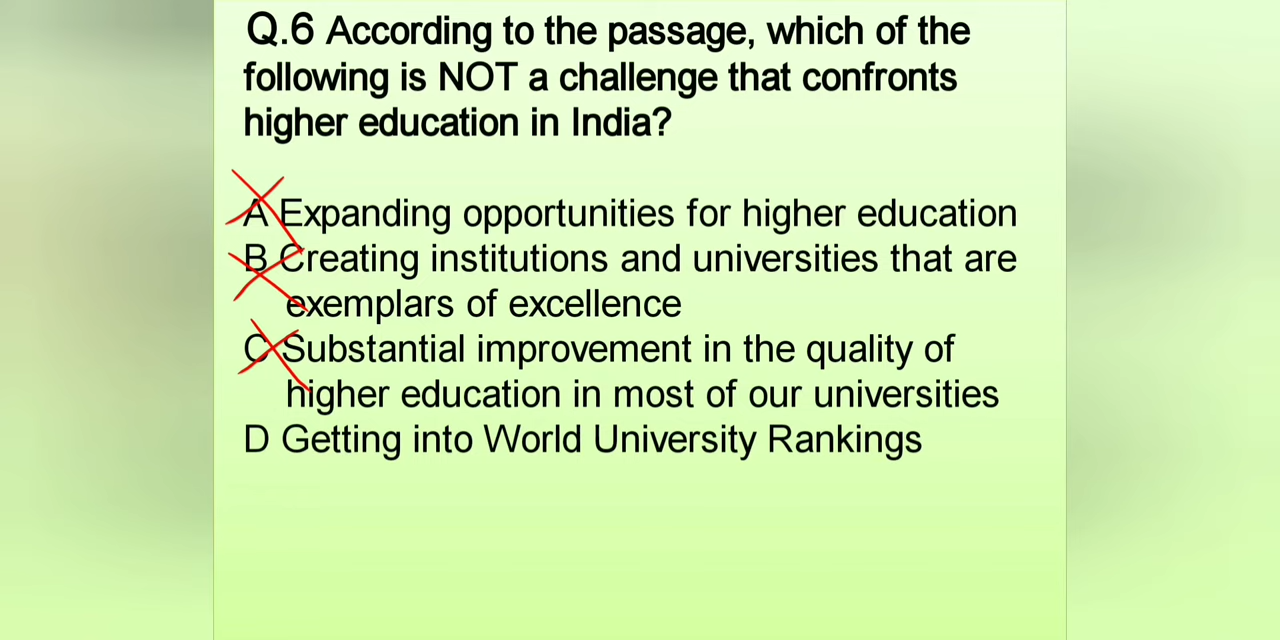 Q.6 According to the passage, which of the
following is NOT a challenge that confronts
higher education in India?
A Expanding opportunities for higher education
B Creating institutions and universities that are
exemplars of excellence
C Substantial improvement in the quality of
higher education in most of our universities
D Getting into World University Rankings